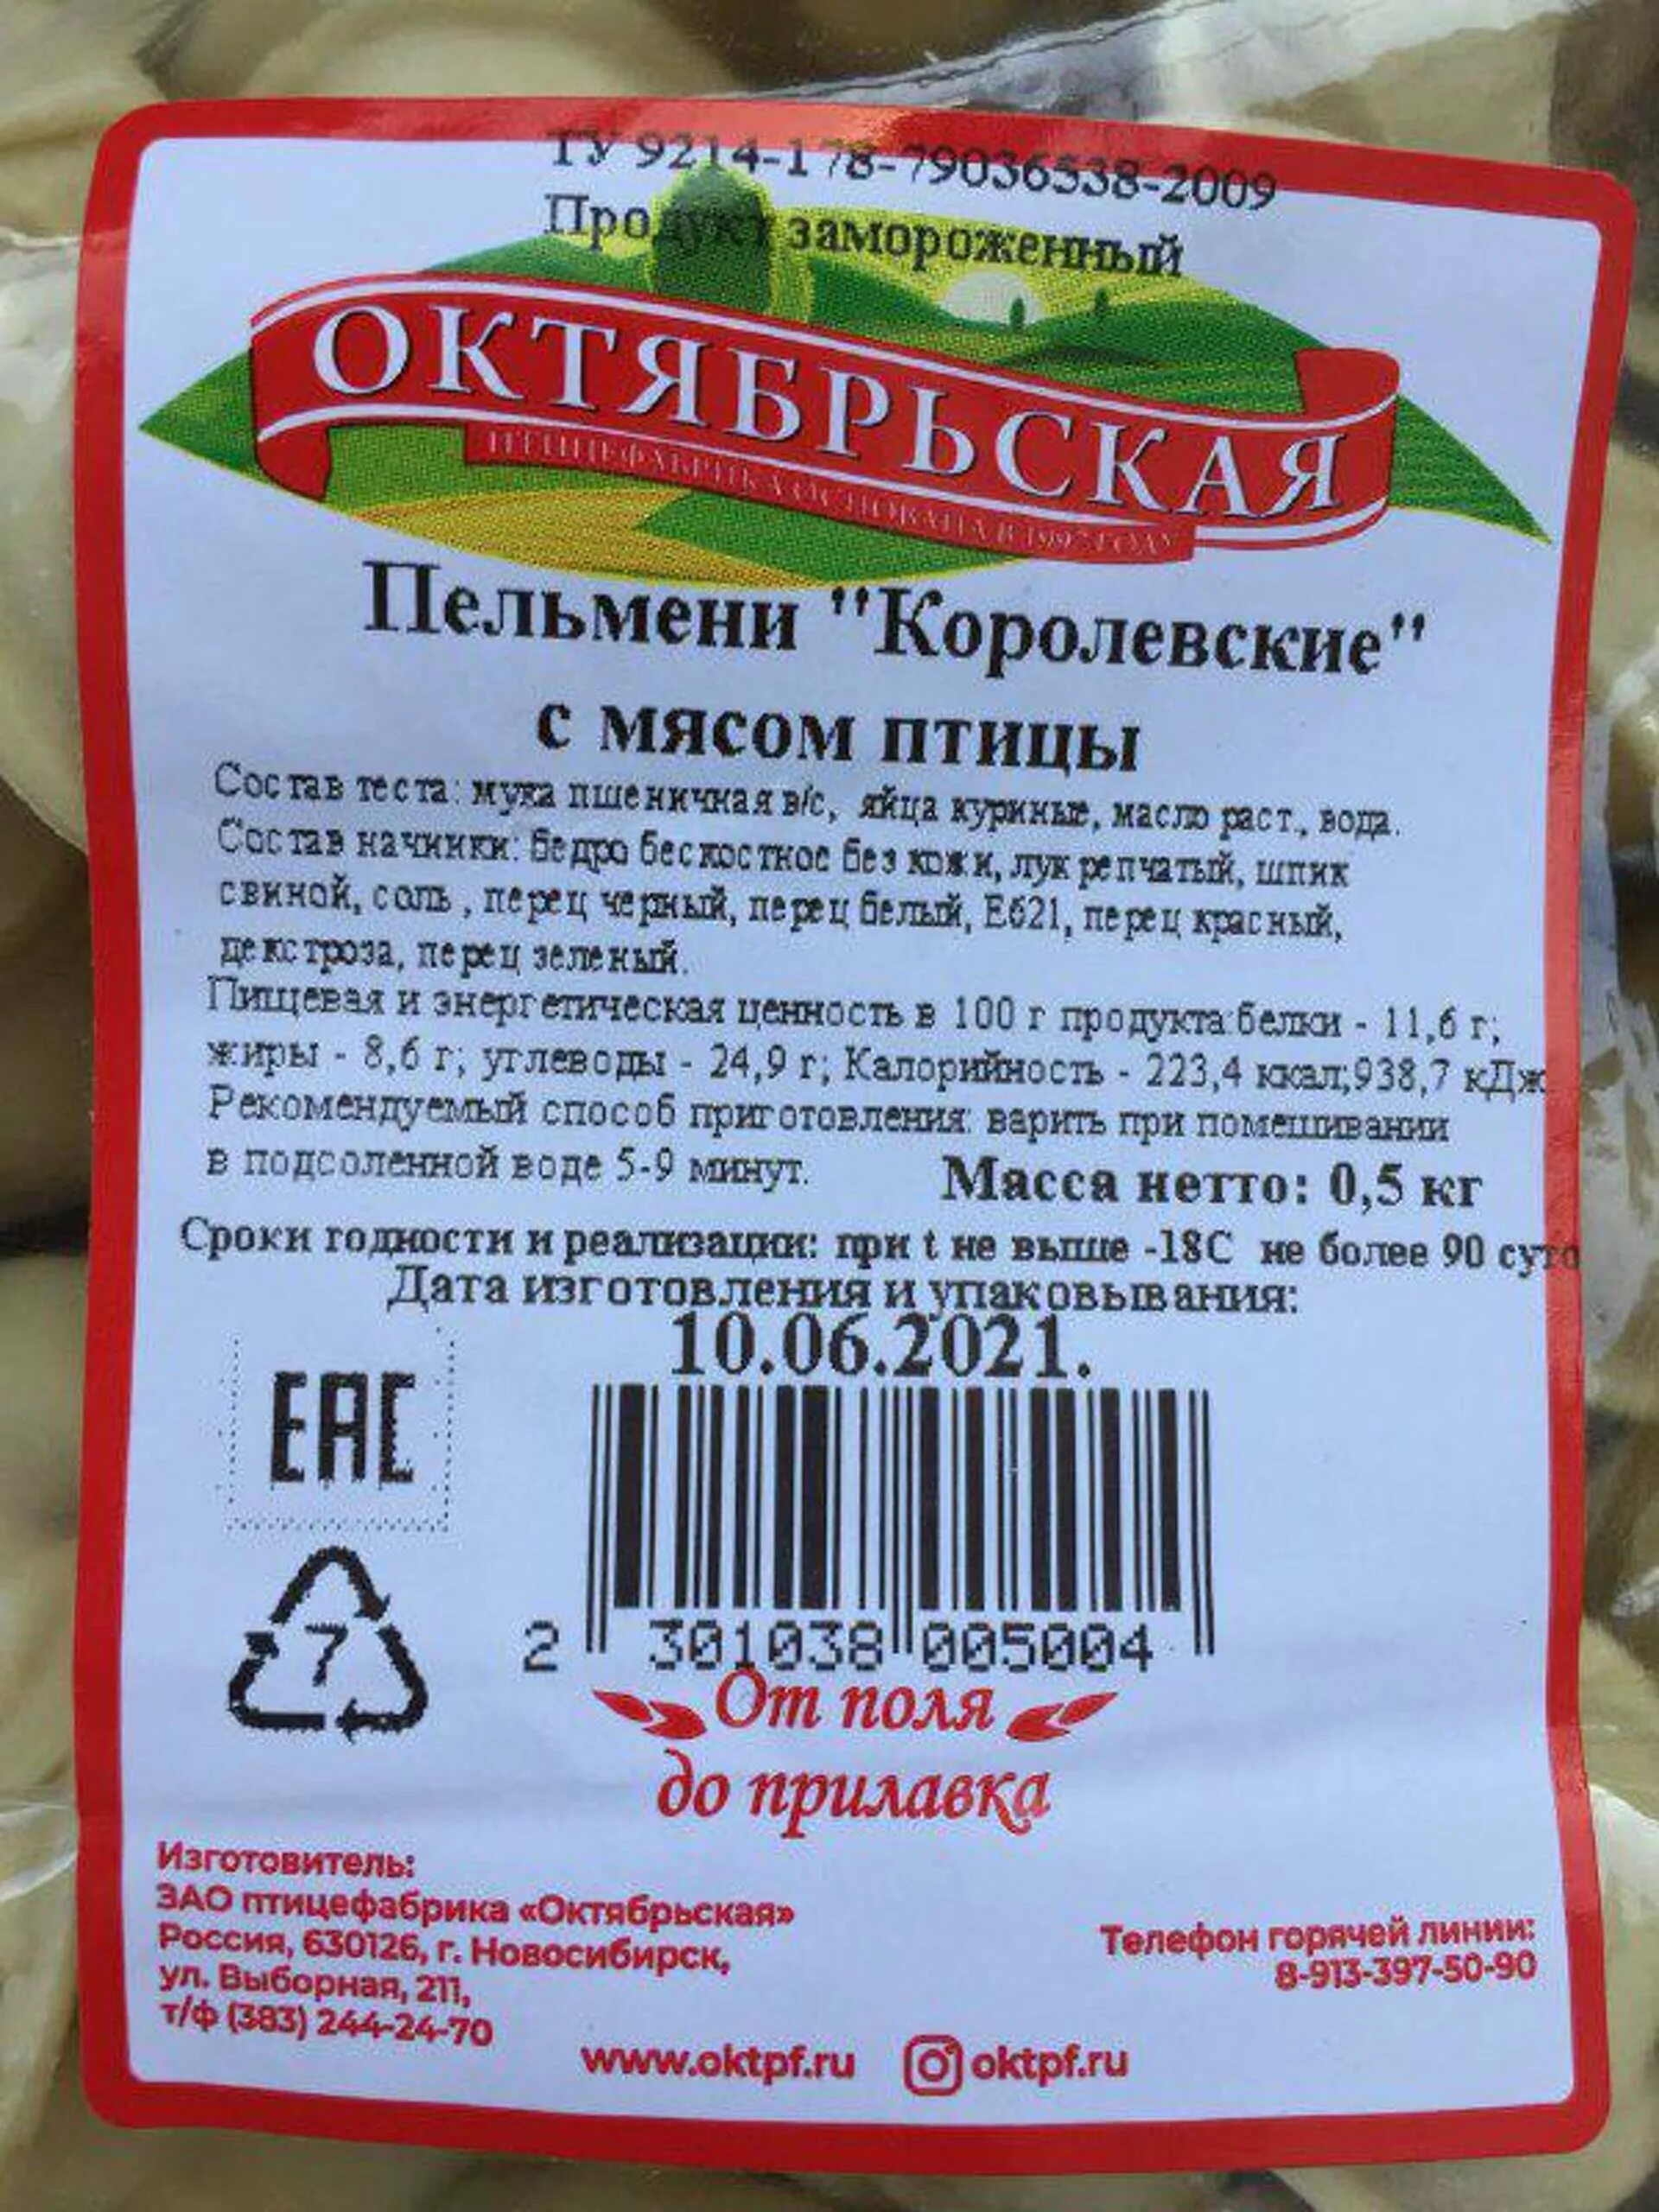 ТУ 9214-178-79036538-2009
Продукт замороженный
ОКТЯБРЬСКАЯ
ПТИЦЕФАБРИКА ОСНОВАНА В 1997 ГОДУ
Пельмени "Королевские"
с мясом птицы
Состав теста: мука пшеничная в/с, яйца куриные, масло раст., вода.
Состав начинки: бедро бескостное без кожи, лук репчатый, шпик
свиной, соль , перец черный, перец белый, Е621, перец красный,
декстроза, перец зеленый.
Пищевая и энергетическая ценность в 100 г продукта:белки - 11,6 г;
жиры - 8,6 г; углеводы - 24,9 г; Калорийность - 223,4 ккал;938,7 кДж
Рекомендуемый способ приготовления: варить при помешивании
в подсоленной воде 5-9 минут. Масса нетто: 0,5 кг
Сроки годности и реализации: при t не выше -18С не более 90 суто
Дата изготовления и упаковывания:
10.06.2021.
ЕАС
7
2 301038 005004
От поля
до прилавка
Изготовитель:
ЗАО птицефабрика «Октябрьская»
Россия, 630126, г. Новосибирск,
ул. Выборная, 211,
т/ф (383) 244-24-70
Телефон горячей линии:
8-913-397-50-90
www.oktpf.ru oktpf.ru